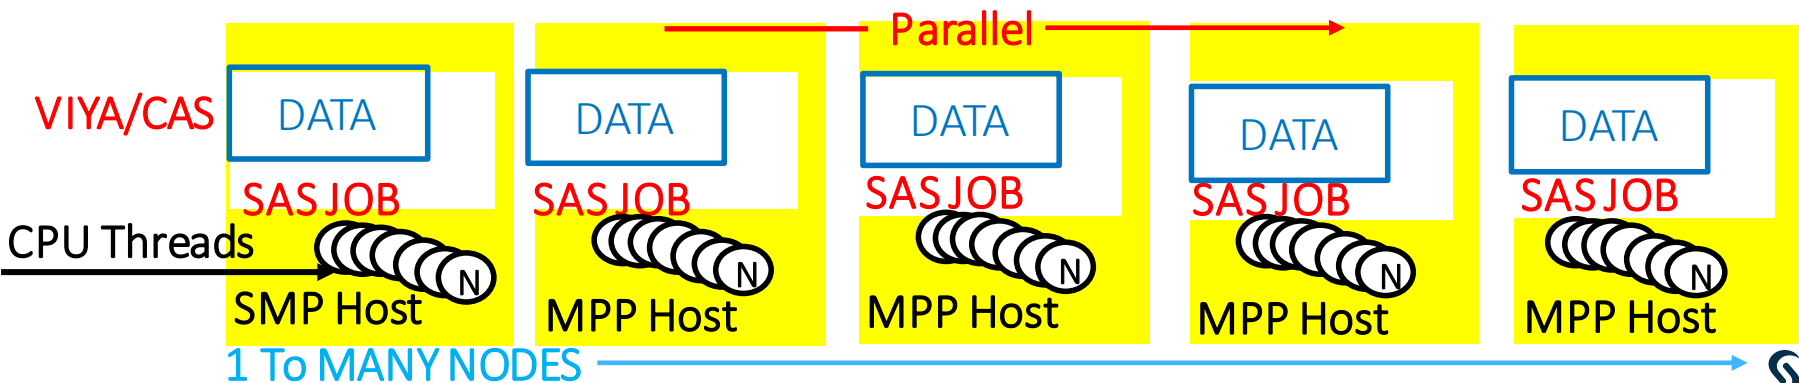 Parallel
VIYA/CAS
DATA
DATA
DATA
DATA
DATA
SAS JOB
SAS JOB
SAS JOB
SAS JOB
SAS JOB
CPU Threads
N
N
N
N
N
SMP Host
MPP Host
MPP Host
MPP Host
MPP Host
1 To MANY NODES